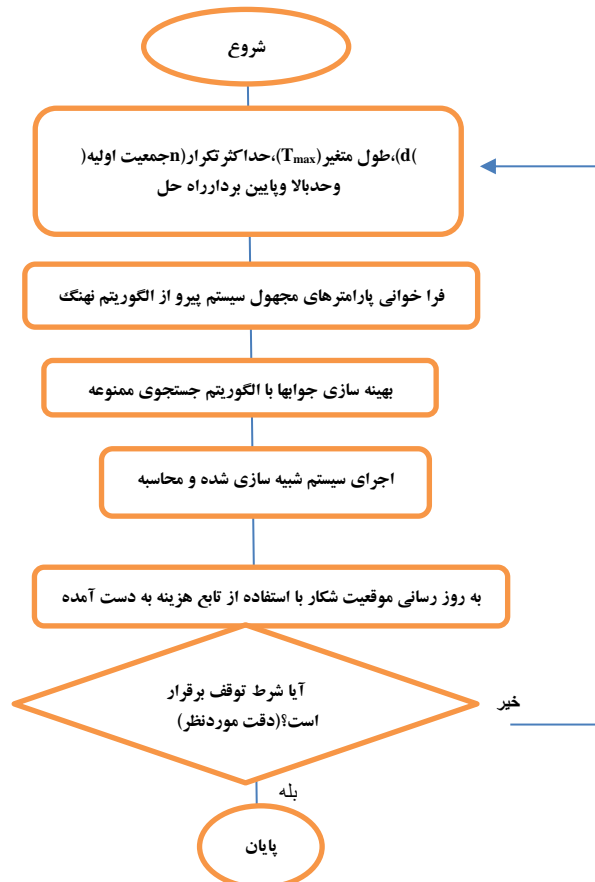 شروع
)d)،طول متغیر(Tmax)،حداکثرتکرار(nجمعیت اولیه(
وحدبالا وپایین بردارراه حل
فرا خوانی پارامترهای مجهول سیستم پیرو از الگوریتم نهنگ
بهینه سازی جوابها با الگوریتم جستجوی ممنوعه
اجرای سیستم شبیه سازی شده و محاسبه
به روز رسانی موقعیت شکار با استفاده از تابع هزینه به دست آمده
آیا شرط توقف برقرار
است؟(دقت موردنظر)
خیر
بله
پایان